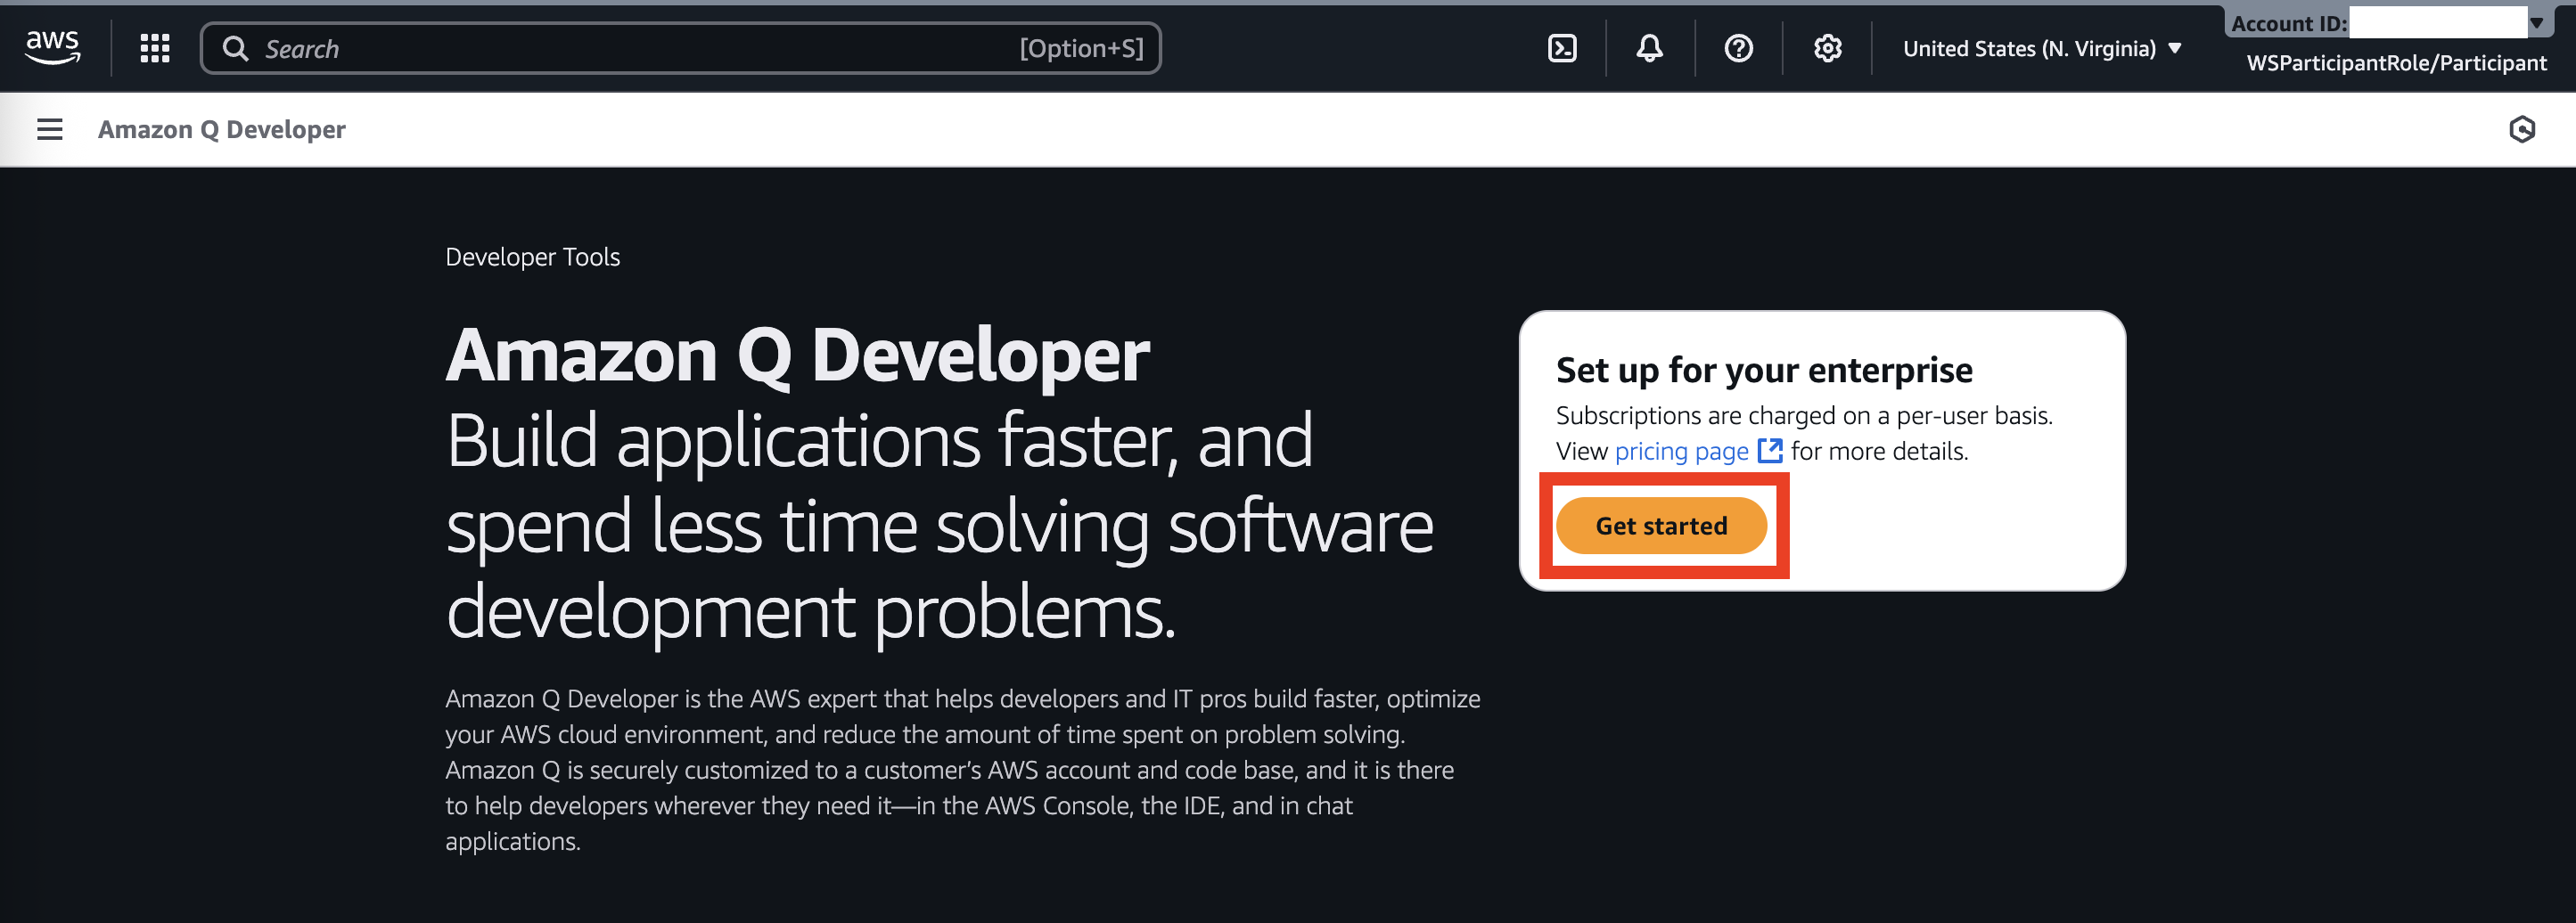 aws
Search
[Option+S]
United States (N. Virginia)
Account ID:
WSParticipantRole/Participant
Amazon Q Developer
Developer Tools
Amazon Q Developer
Build applications faster, and
spend less time solving software
development problems.
Amazon Q Developer is the AWS expert that helps developers and IT pros build faster, optimize
your AWS cloud environment, and reduce the amount of time spent on problem solving.
Amazon Q is securely customized to a customer’s AWS account and code base, and it is there
to help developers wherever they need it—in the AWS Console, the IDE, and in chat
applications.
Set up for your enterprise
Subscriptions are charged on a per-user basis.
View pricing page for more details.
Get started